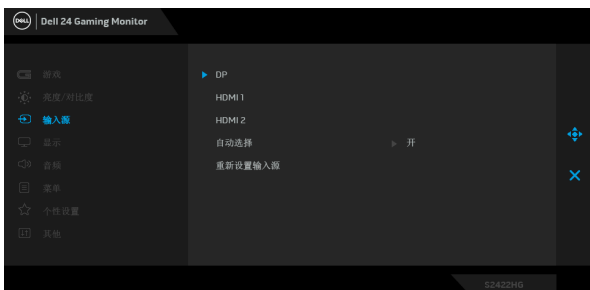 DELL Dell 24 Gaming Monitor
游戏
亮度/对比度
输入源
显示
音频
菜单
个性设置
其他
DP
HDMI 1
HDMI 2
自动选择 开
重新设置输入源
S2422HG